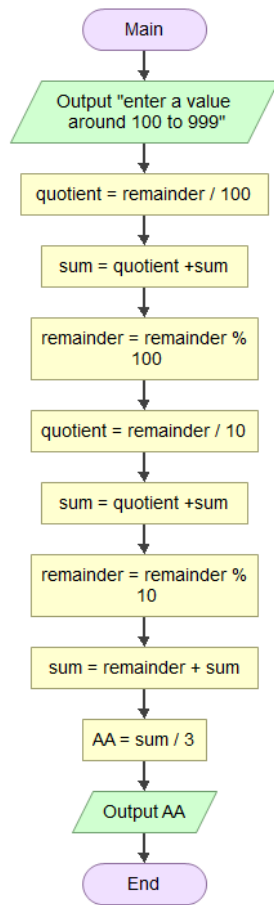 Main
Output "enter a value
around 100 to 999"
quotient = remainder / 100
sum = quotient +sum
remainder = remainder %
100
quotient = remainder / 10
sum = quotient +sum
remainder = remainder %
10
sum = remainder + sum
AA = sum / 3
Output AA
End